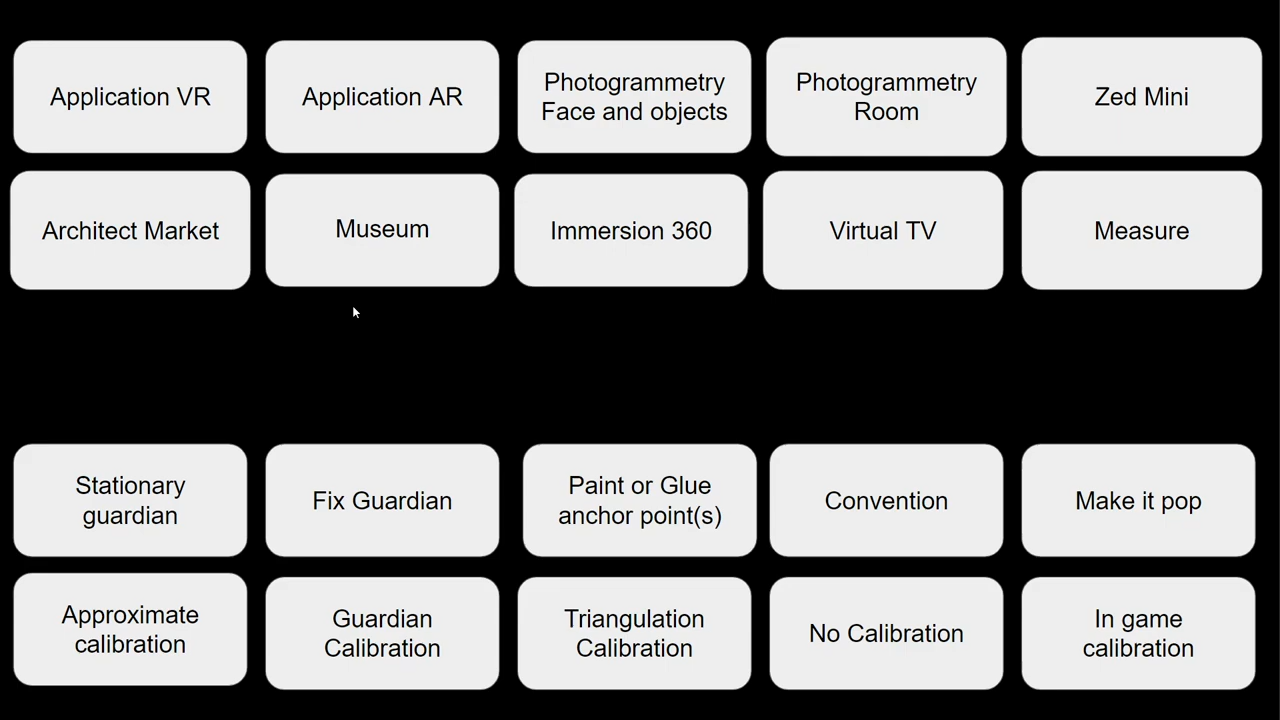 Application VR
Application AR
Photogrammetry
Face and objects
Photogrammetry
Room
Zed Mini
Architect Market
Museum
Immersion 360
Virtual TV
Measure
Stationary
guardian
Fix Guardian
Paint or Glue
anchor point(s)
Convention
Make it pop
Approximate
calibration
Guardian
Calibration
Triangulation
Calibration
No Calibration
In game
calibration